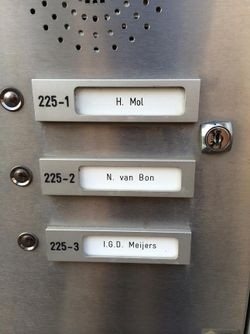 225-1 H. Mol
225-2 N. van Bon
225-3 I.G.D. Meijers